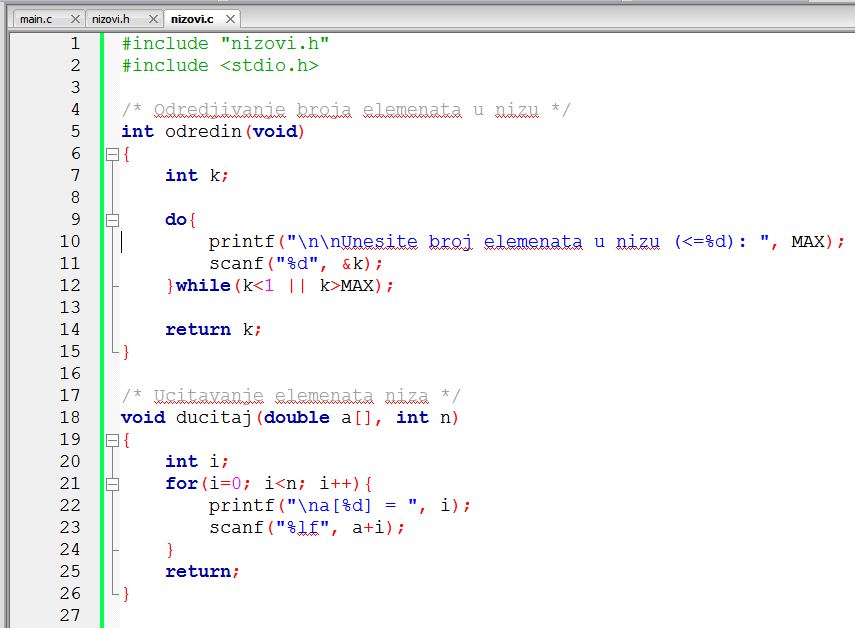 main.c nizovi.h nizovi.c
1 #include "nizovi.h"
2 #include <stdio.h>
3
4 /* Odredjivanje broja elemenata u nizu */
5 int odredin(void)
6 {
7 int k;
8
9 do{
10 printf("\n\nUnesite broj elemenata u nizu (<=%d): ", MAX);
11 scanf("%d", &k);
12 }while(k<1 || k>MAX);
13
14 return k;
15 }
16
17 /* Ucitavanje elemenata niza */
18 void ducitaj(double a[], int n)
19 {
20 int i;
21 for(i=0; i<n; i++){
22 printf("\na[%d] = ", i);
23 scanf("%lf", a+i);
24 }
25 return;
26 }
27